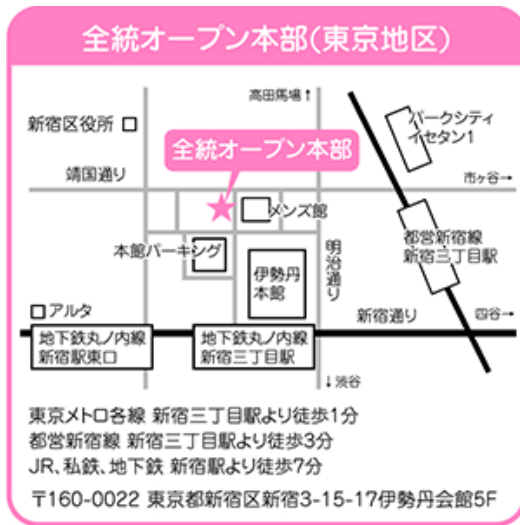 全統オープン本部(東京地区)
高田馬場↑
新宿区役所
パークシティ
イセタン1
全統オープン本部
靖国通り
市ヶ谷→
メンズ館
都営新宿線
新宿三丁目駅
本館パーキング
明治通り
伊勢丹
本館
アルタ
新宿通り
四谷→
地下鉄丸ノ内線
新宿駅東口
地下鉄丸ノ内線
新宿三丁目駅
↓渋谷
東京メトロ各線 新宿三丁目駅より徒歩1分
都営新宿線 新宿三丁目駅より徒歩3分
JR、私鉄、地下鉄 新宿駅より徒歩7分
〒160-0022 東京都新宿区新宿3-15-17伊勢丹会館5F